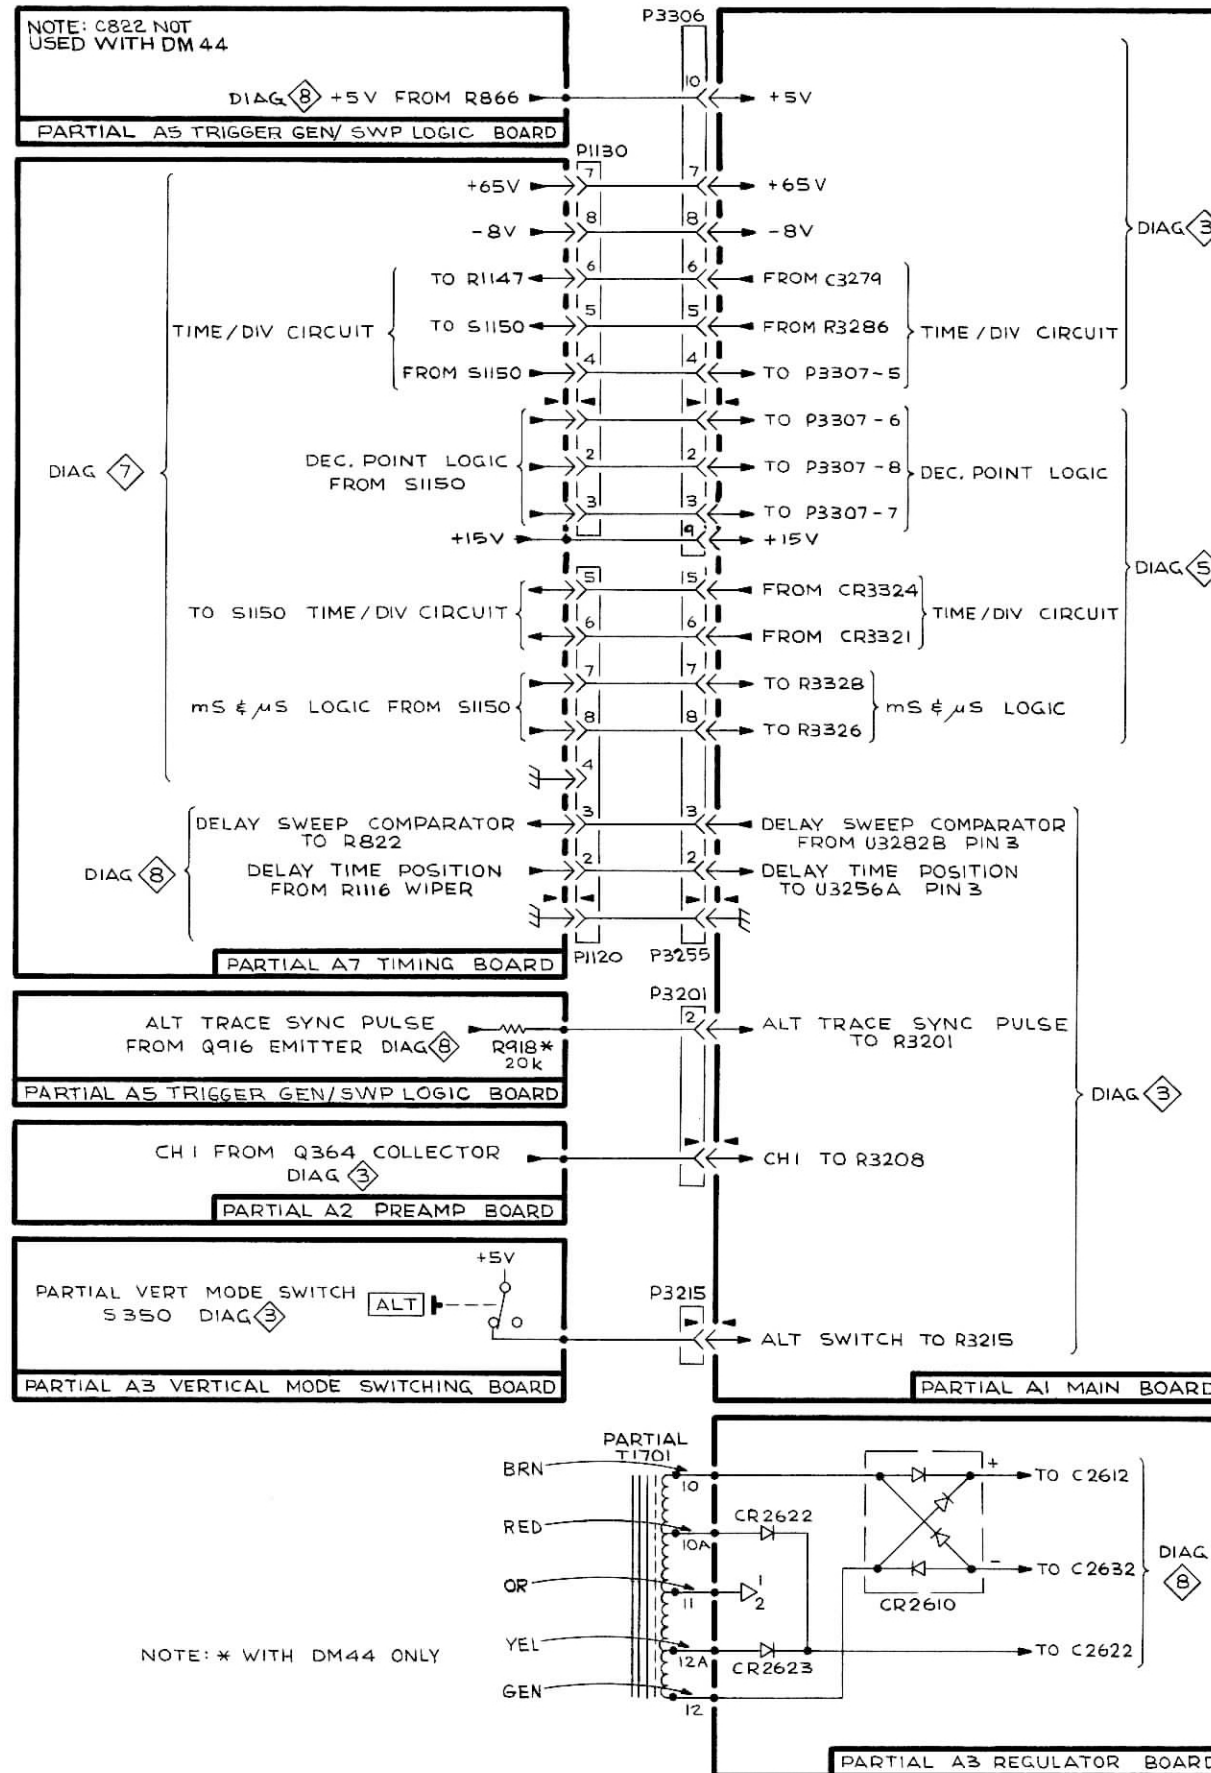 P3306
NOTE: C822 NOT
USED WITH DM 44
10
DIAG 8 +5V FROM R866
+5V
PARTIAL A5 TRIGGER GEN/ SWP LOGIC BOARD
P1130
+65V 7 7 +65V
-8V 8 8 -8V
DIAG 3
TO R1147 6 6 FROM C3279
TIME/DIV CIRCUIT
TO S1150 5 5 FROM R3286
TIME/DIV CIRCUIT
FROM S1150 4 4 TO P3307-5
TO P3307-6
DIAG 7
DEC. POINT LOGIC
FROM S1150
2 2 TO P3307-8
DEC. POINT LOGIC
3 3 TO P3307-7
+15V 9 +15V
DIAG 5
5 5 FROM CR3324
TO S1150 TIME/DIV CIRCUIT
TIME/DIV CIRCUIT
6 6 FROM CR3321
7 7 TO R3328
mS & µS LOGIC FROM S1150
mS & µS LOGIC
8 8 TO R3326
4
DELAY SWEEP COMPARATOR
TO R822
3 3
DELAY SWEEP COMPARATOR
FROM U3282B PIN 3
DIAG 8
DELAY TIME POSITION
FROM R1116 WIPER
2 2
DELAY TIME POSITION
TO U3256A PIN 3
PARTIAL A7 TIMING BOARD
P1120 P3255
P3201
ALT TRACE SYNC PULSE
FROM Q916 EMITTER DIAG 8
R918*
20k
2
ALT TRACE SYNC PULSE
TO R3201
PARTIAL A5 TRIGGER GEN/SWP LOGIC BOARD
DIAG 3
CH 1 FROM Q364 COLLECTOR
DIAG 3
CH1 TO R3208
PARTIAL A2 PREAMP BOARD
+5V
PARTIAL VERT MODE SWITCH
S350 DIAG 3
ALT
P3215
ALT SWITCH TO R3215
PARTIAL A3 VERTICAL MODE SWITCHING BOARD
PARTIAL A1 MAIN BOARD
PARTIAL
T1701
BRN
10
+
TO C2612
RED
10A
CR2622
OR
11
1
2
-
TO C2632
DIAG
8
CR2610
YEL
12A
CR2623
TO C2622
GEN
12
NOTE: * WITH DM44 ONLY
PARTIAL A3 REGULATOR BOARD